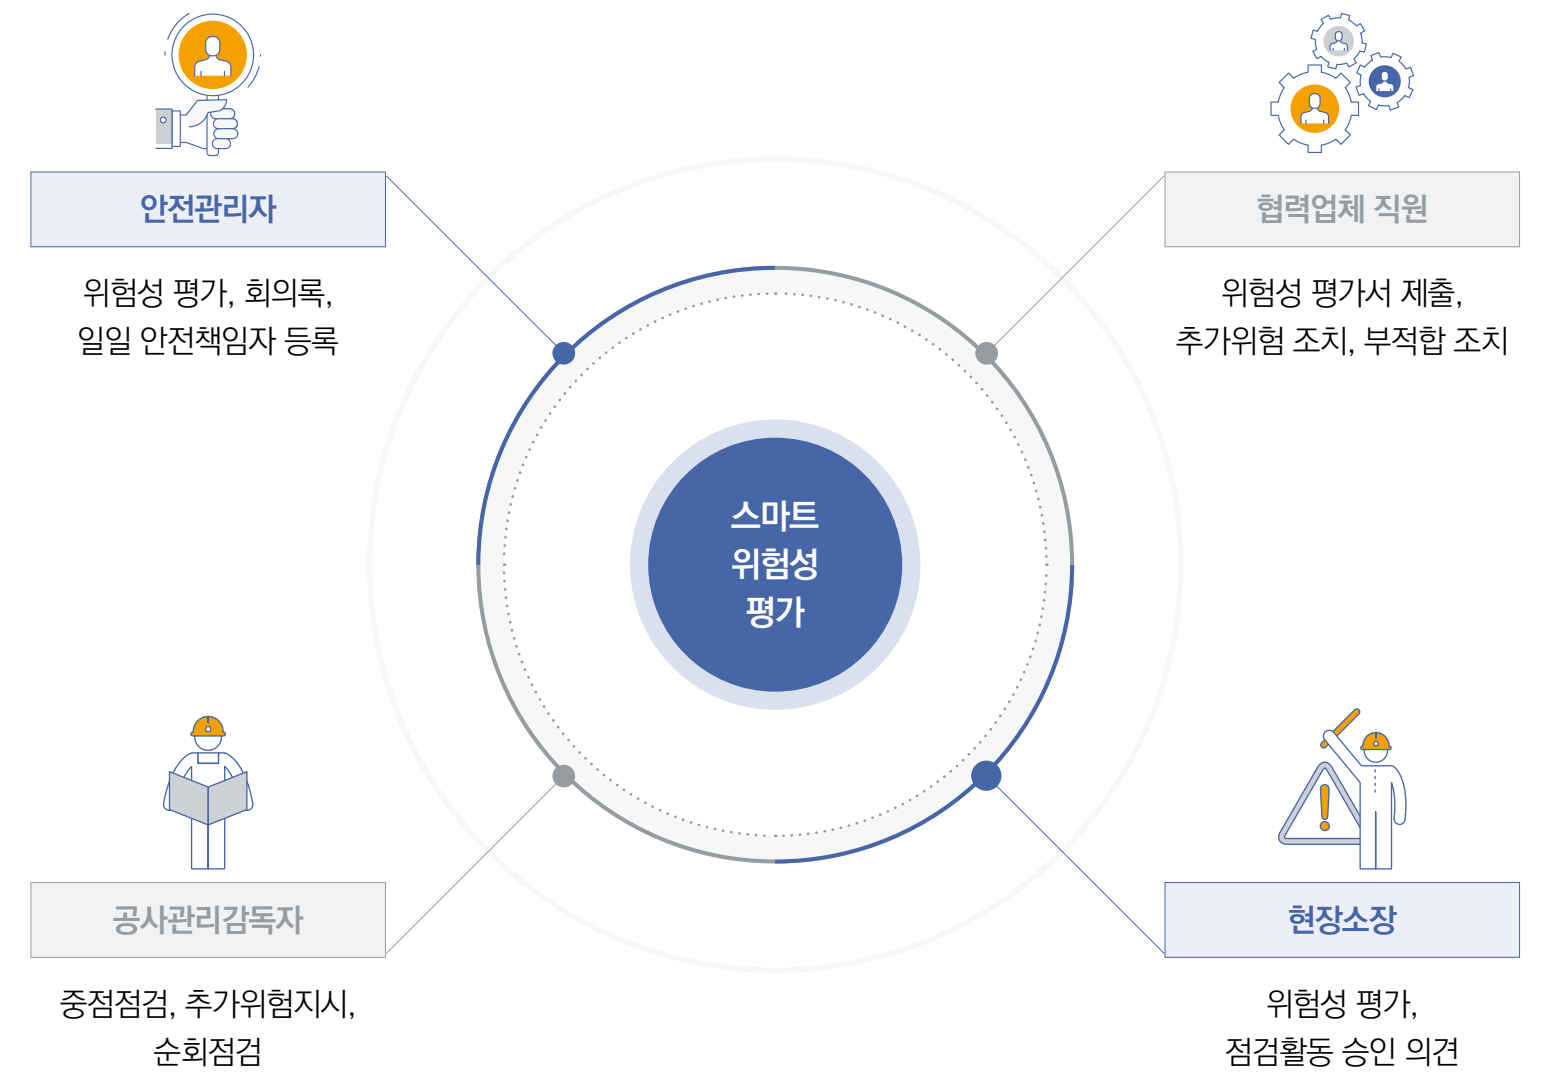 안전관리자
위험성 평가, 회의록,
일일 안전책임자 등록
협력업체 직원
위험성 평가서 제출,
추가위험 조치, 부적합 조치
스마트
위험성
평가
공사관리감독자
중점점검, 추가위험지시,
순회점검
현장소장
위험성 평가,
점검활동 승인 의견